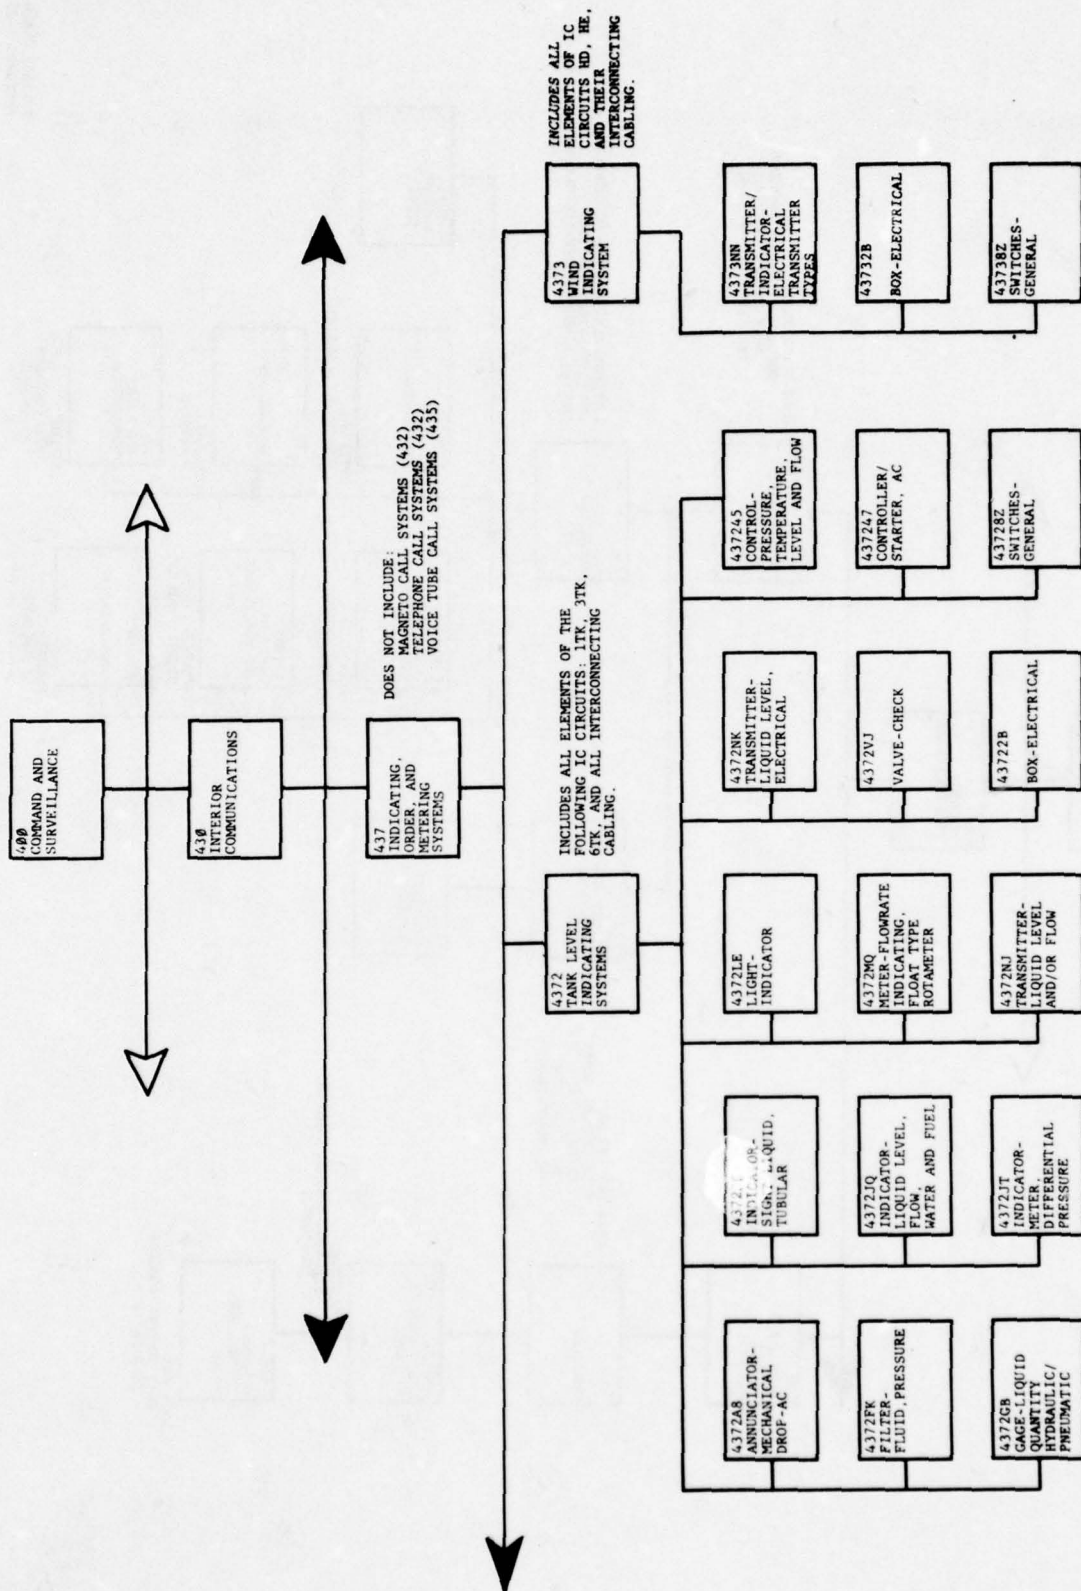 400
COMMAND AND
SURVEILLANCE
430
INTERIOR
COMMUNICATIONS
437
INDICATING,
ORDER, AND
METERING
SYSTEMS
DOES NOT INCLUDE:
MAGNETO CALL SYSTEMS (432)
TELEPHONE CALL SYSTEMS (432)
VOICE TUBE CALL SYSTEMS (435)
4372
TANK LEVEL
INDICATING
SYSTEMS
INCLUDES ALL ELEMENTS OF THE
FOLLOWING IC CIRCUITS: 1TK, 3TK,
6TK, AND ALL INTERCONNECTING
CABLING.
4373
WIND
INDICATING
SYSTEM
INCLUDES ALL
ELEMENTS OF IC
CIRCUITS HD, HE,
AND THEIR
INTERCONNECTING
CABLING.
4372A8
ANNUNCIATOR-
MECHANICAL
DROP-AC
4372FK
FILTER-
FLUID,PRESSURE
4372GB
GAGE-LIQUID
QUANTITY
HYDRAULIC/
PNEUMATIC
INDICATOR-
SIGHT LIQUID,
TUBULAR
4372JQ
INDICATOR-
LIQUID LEVEL,
FLOW,
WATER AND FUEL
4372JT
INDICATOR-
METER,
DIFFERENTIAL
PRESSURE
4372LE
LIGHT-
INDICATOR
4372MQ
METER-FLOWRATE
INDICATING,
FLOAT TYPE
ROTAMETER
4372NJ
TRANSMITTER-
LIQUID LEVEL
AND/OR FLOW
4372NK
TRANSMITTER-
LIQUID LEVEL,
ELECTRICAL
4372VJ
VALVE-CHECK
43722B
BOX-ELECTRICAL
437245
CONTROL-
PRESSURE,
TEMPERATURE,
LEVEL AND FLOW
437247
CONTROLLER/
STARTER, AC
43728Z
SWITCHES-
GENERAL
4373NN
TRANSMITTER/
INDICATOR-
ELECTRICAL
TRANSMITTER
TYPES
43732B
BOX-ELECTRICAL
43738Z
SWITCHES-
GENERAL